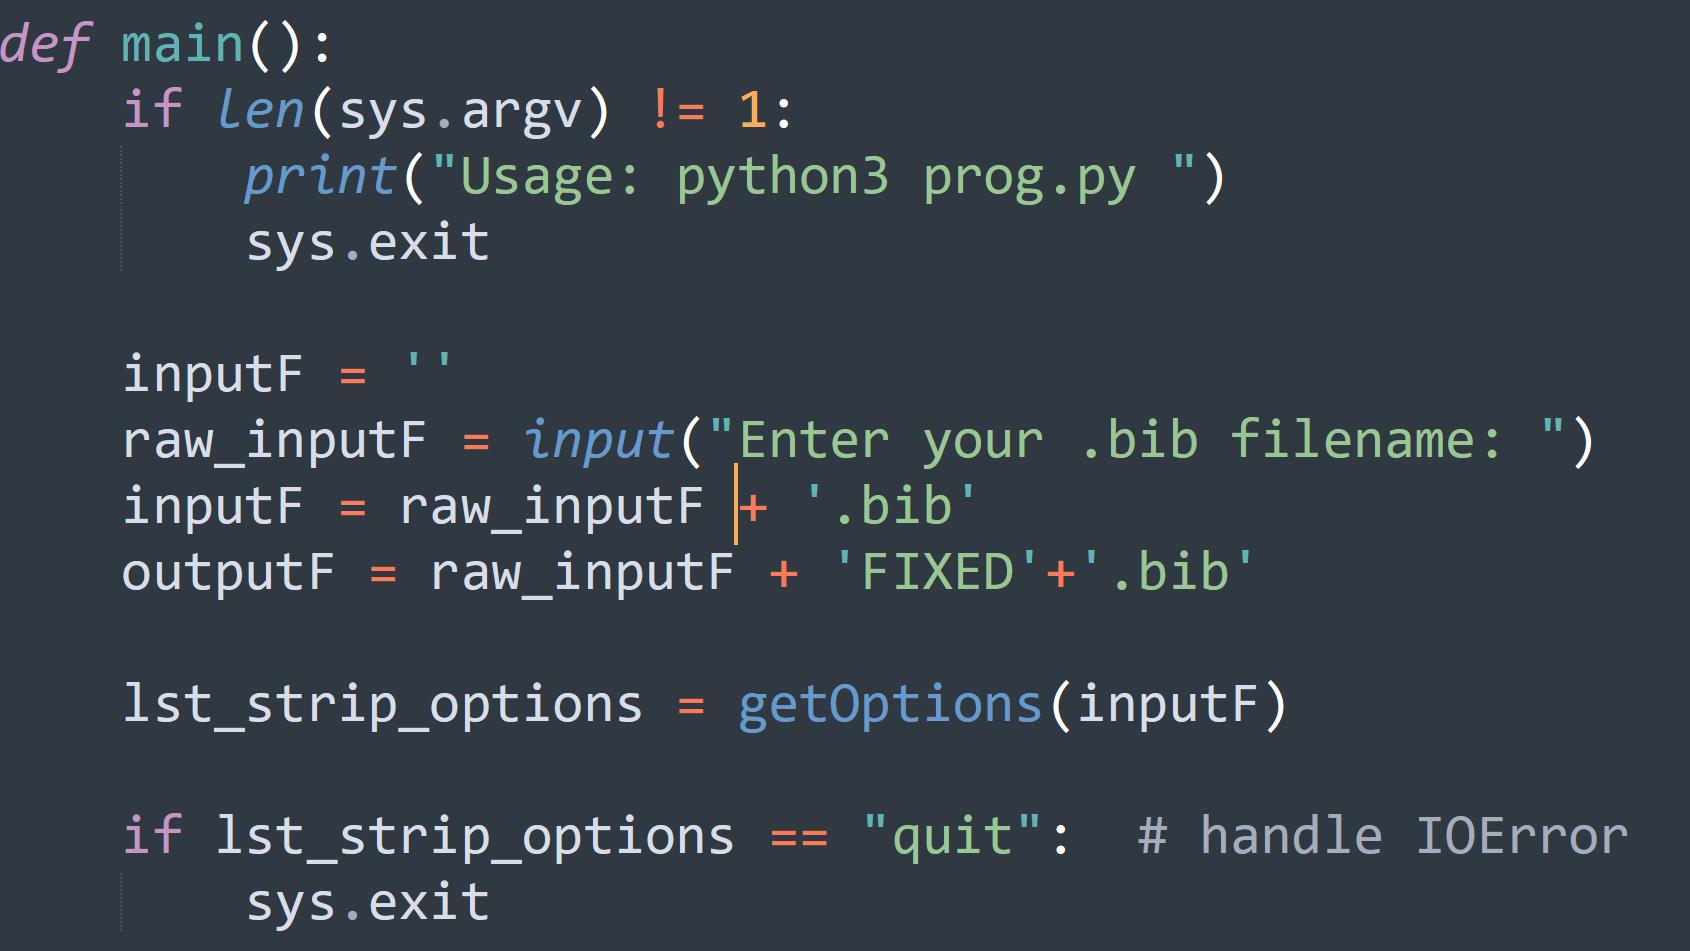 def main():
    if len(sys.argv) != 1:
        print("Usage: python3 prog.py ")
        sys.exit
    inputF = ''
    raw_inputF = input("Enter your .bib filename: ")
    inputF = raw_inputF + '.bib'
    outputF = raw_inputF + 'FIXED'+'.bib'
    lst_strip_options = getOptions(inputF)
    if lst_strip_options == "quit":  # handle IOError
        sys.exit